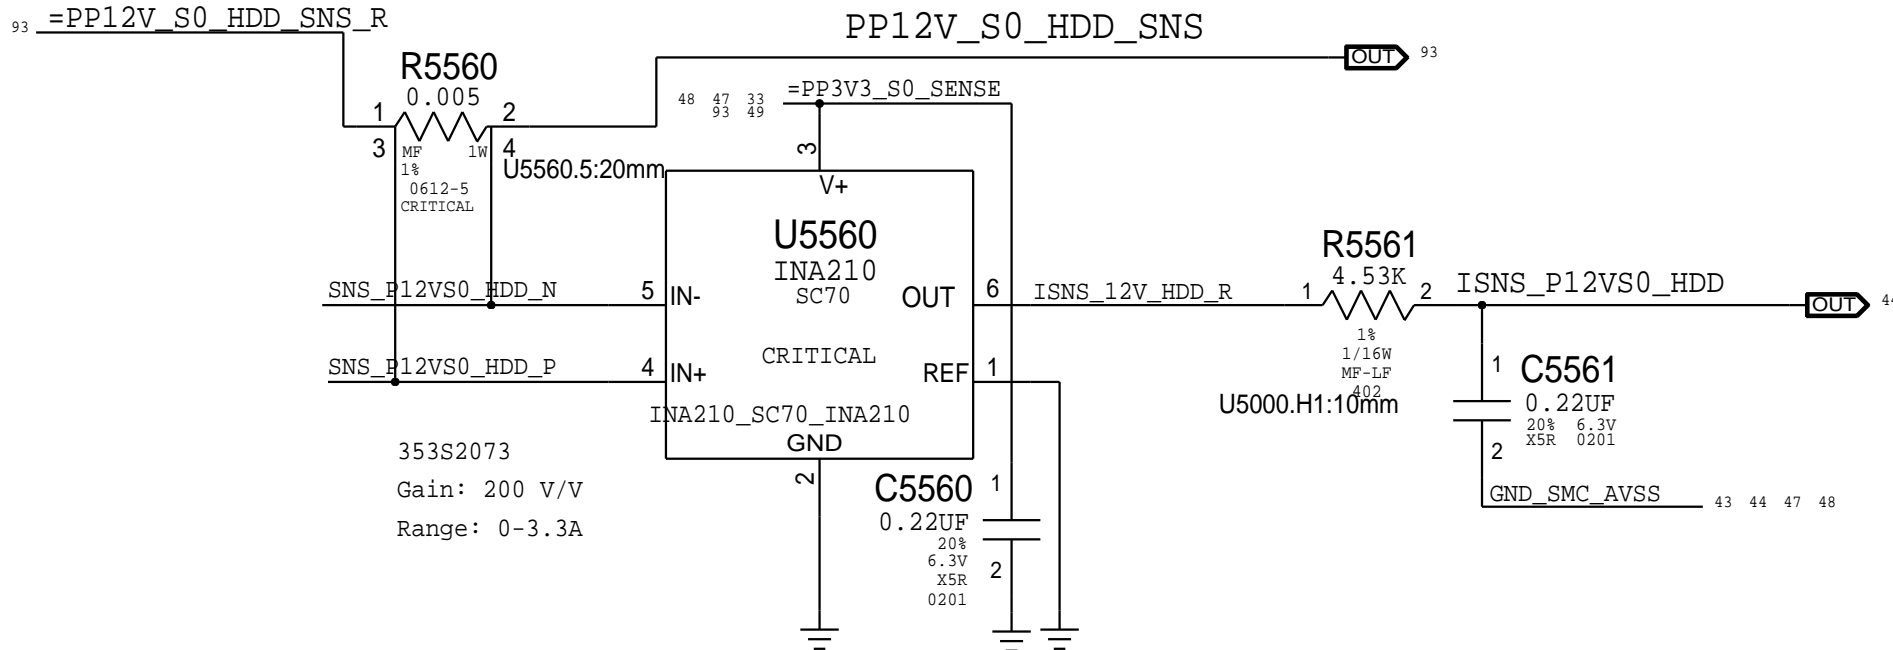 93 =PP12V_S0_HDD_SNS_R
PP12V_S0_HDD_SNS
OUT 93
R5560
0.005
1 2
3 4
MF 1W
1%
0612-5
CRITICAL
U5560.5:20mm
=PP3V3_S0_SENSE
48 47 33
93 49
3
V+
U5560
INA210
SC70
SNS_P12VS0_HDD_N 5 IN-
OUT 6 ISNS_12V_HDD_R
CRITICAL
SNS_P12VS0_HDD_P 4 IN+
REF 1
INA210_SC70_INA210
GND
2
R5561
4.53K
1 2
1%
1/16W
MF-LF
402
U5000.H1:10mm
ISNS_P12VS0_HDD
OUT 44
1
C5561
0.22UF
20% 6.3V
X5R 0201
2
GND_SMC_AVSS 43 44 47 48
353S2073
Gain: 200 V/V
Range: 0-3.3A
C5560 1
0.22UF
20%
6.3V
X5R
0201
2